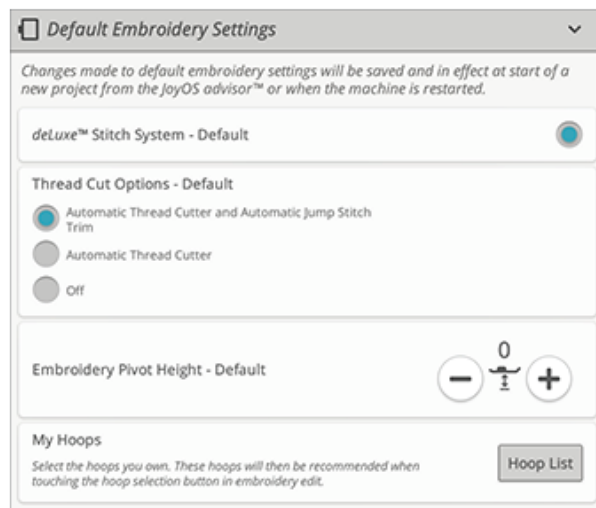 Default Embroidery Settings
Changes made to default embroidery settings will be saved and in effect at start of a
new project from the JoyOS advisor™ or when the machine is restarted.
deLuxe™ Stitch System - Default
Thread Cut Options - Default
Automatic Thread Cutter and Automatic Jump Stitch
Trim
Automatic Thread Cutter
Off
0
Embroidery Pivot Height - Default
My Hoops
Select the hoops you own. These hoops will then be recommended when
touching the hoop selection button in embroidery edit.
Hoop List